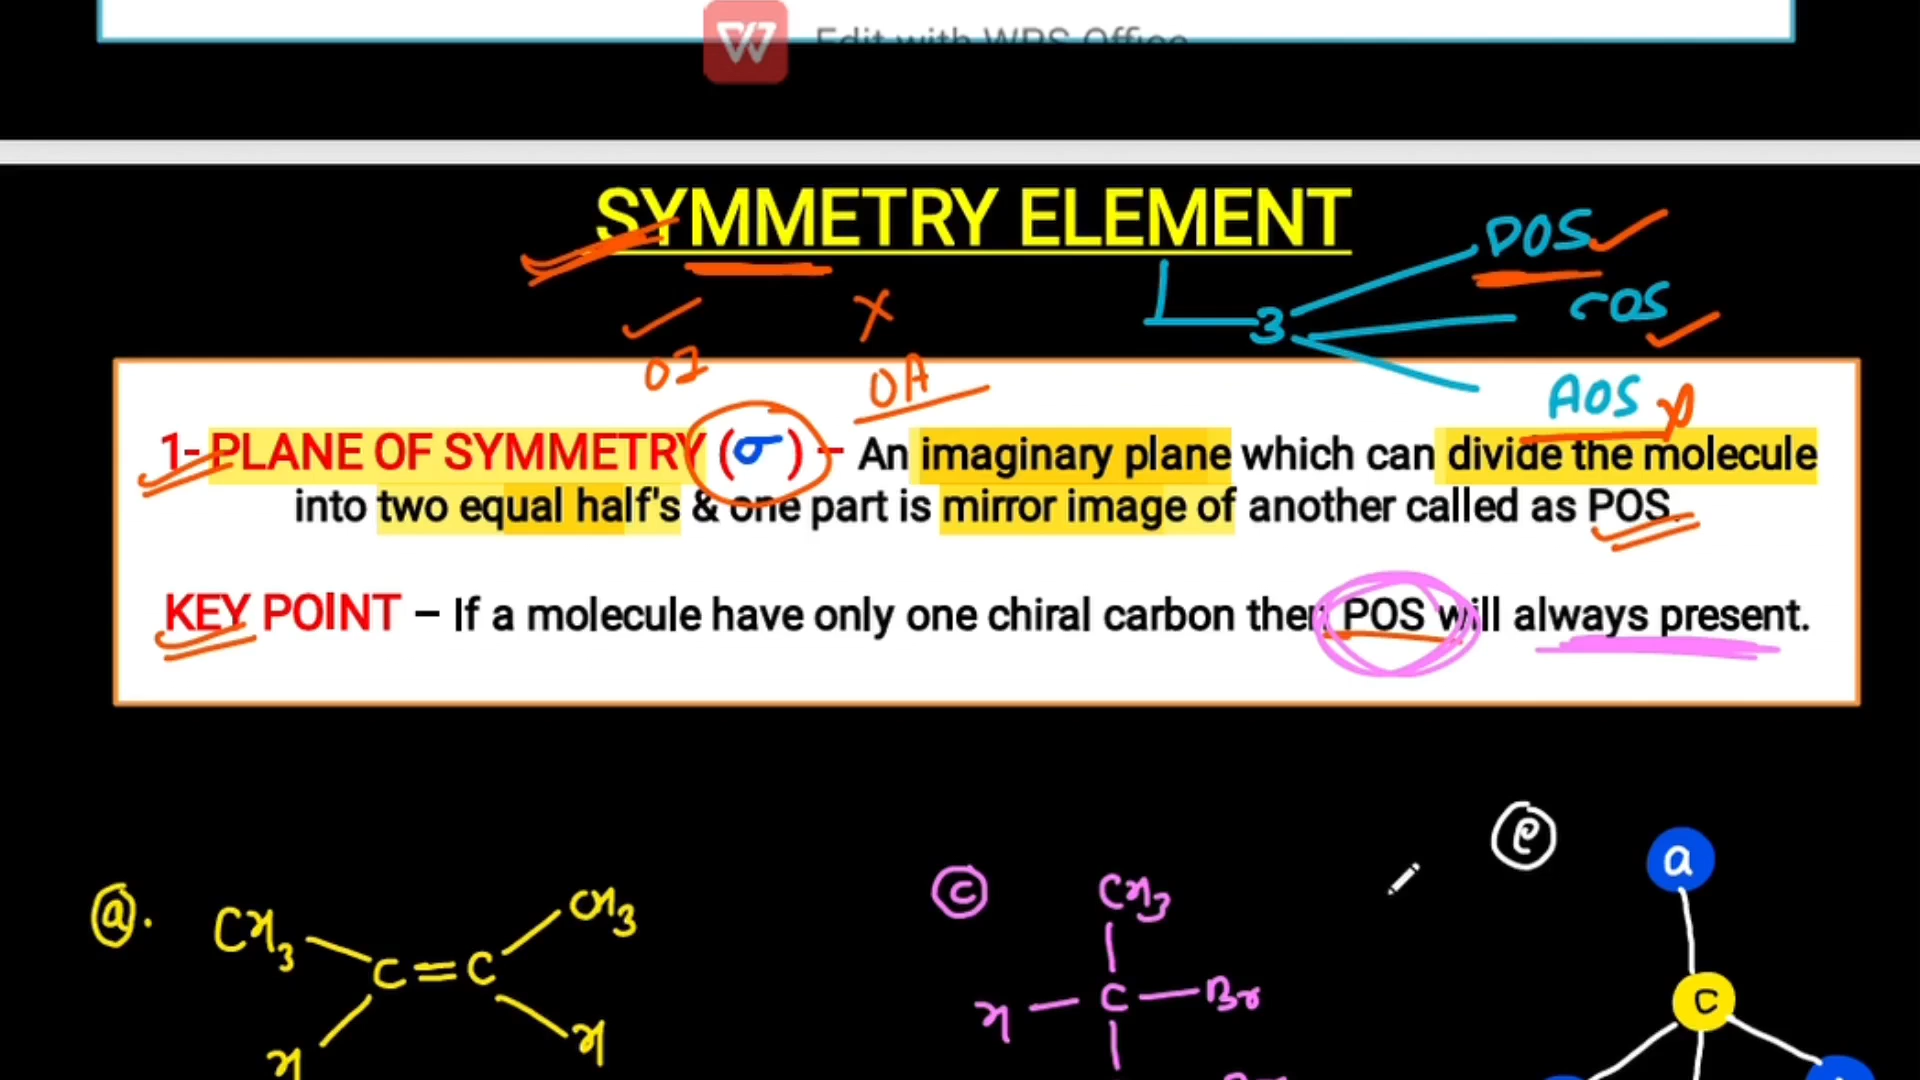 Edit with WPS Office
SYMMETRY ELEMENT
POS
COS
3
AOS
OI
OA
1- PLANE OF SYMMETRY (σ) – An imaginary plane which can divide the molecule
into two equal half's & one part is mirror image of another called as POS.
KEY POINT – If a molecule have only one chiral carbon then POS will always present.
a.
CH3
CH3
C=C
H
H
C
CH3
H — C — Br
e
a
C